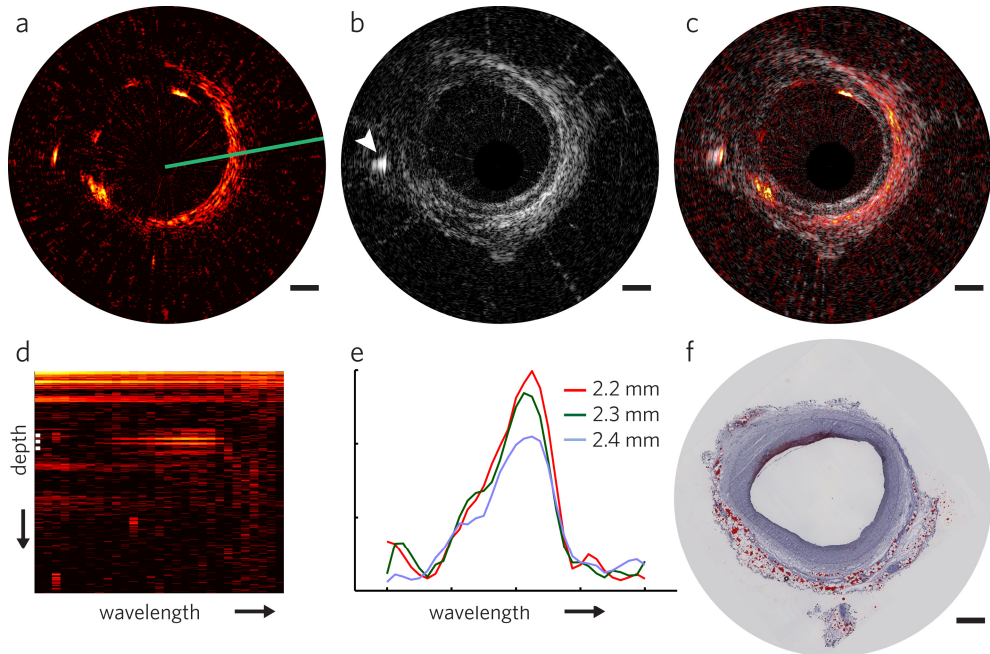 a
b
c
d
depth
wavelength
e
2.2 mm
2.3 mm
2.4 mm
wavelength
f